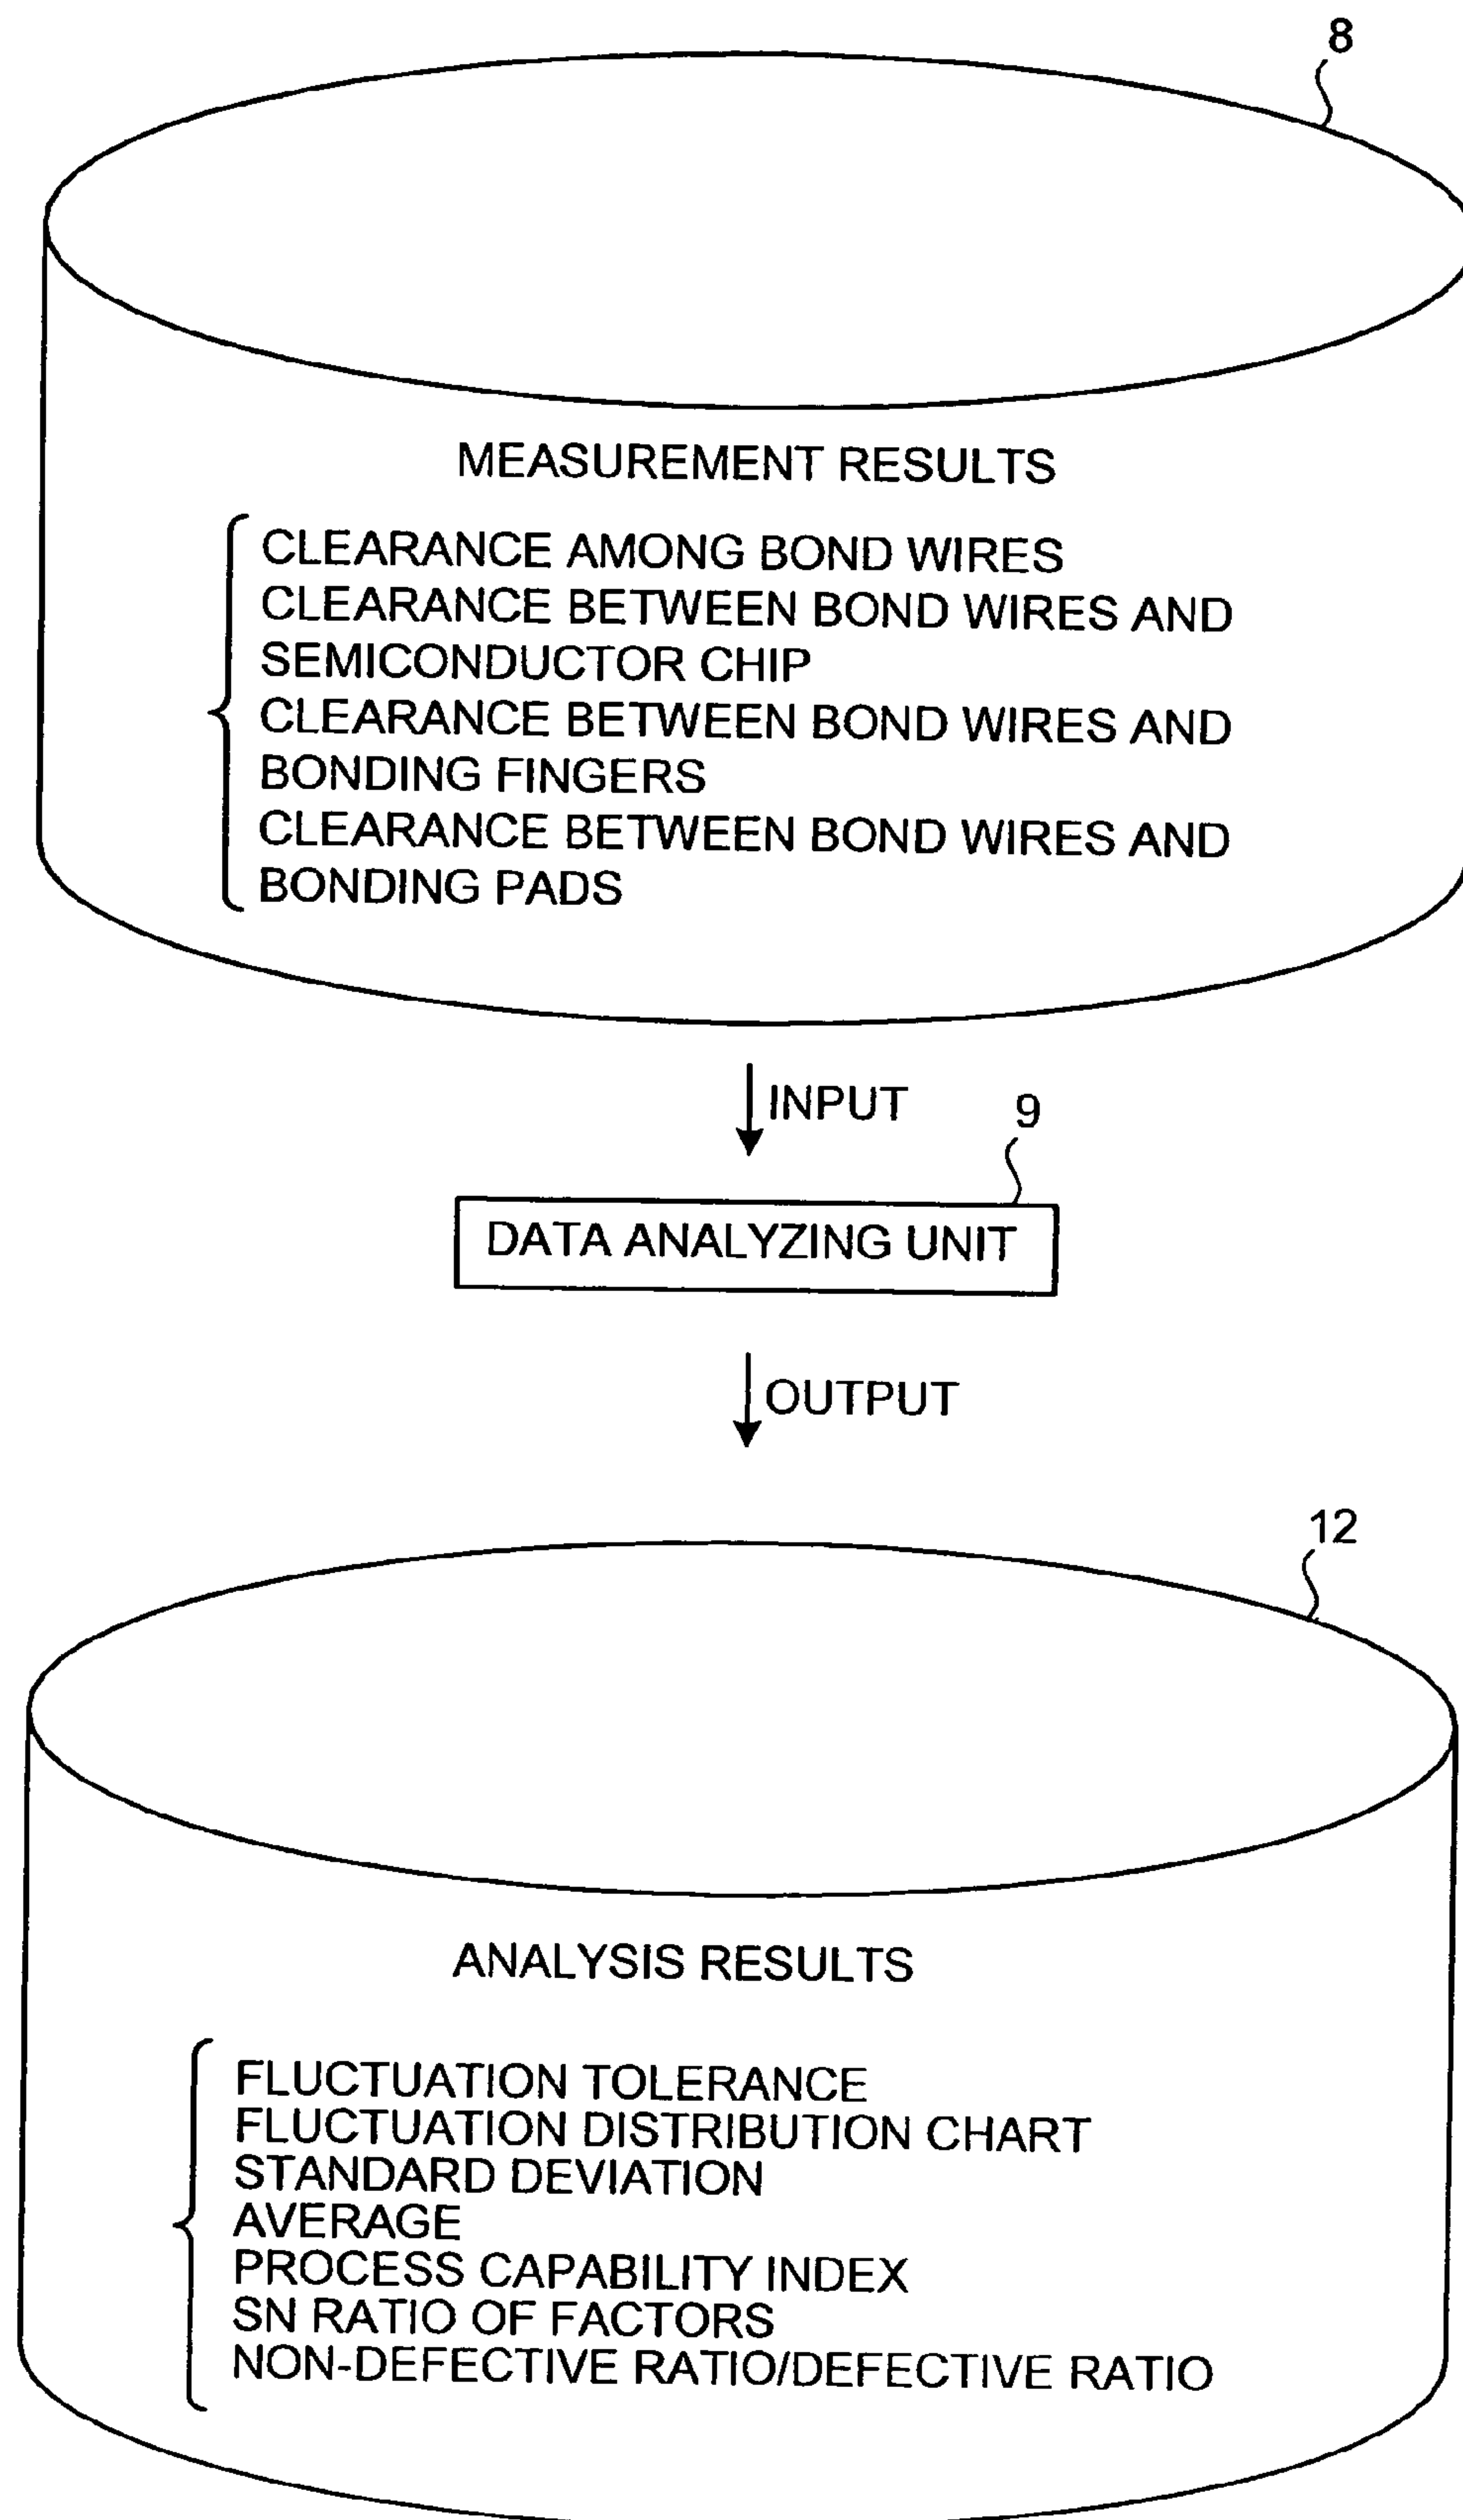 8
MEASUREMENT RESULTS
CLEARANCE AMONG BOND WIRES
CLEARANCE BETWEEN BOND WIRES AND
SEMICONDUCTOR CHIP
CLEARANCE BETWEEN BOND WIRES AND
BONDING FINGERS
CLEARANCE BETWEEN BOND WIRES AND
BONDING PADS
INPUT
9
DATA ANALYZING UNIT
OUTPUT
12
ANALYSIS RESULTS
FLUCTUATION TOLERANCE
FLUCTUATION DISTRIBUTION CHART
STANDARD DEVIATION
AVERAGE
PROCESS CAPABILITY INDEX
SN RATIO OF FACTORS
NON-DEFECTIVE RATIO/DEFECTIVE RATIO